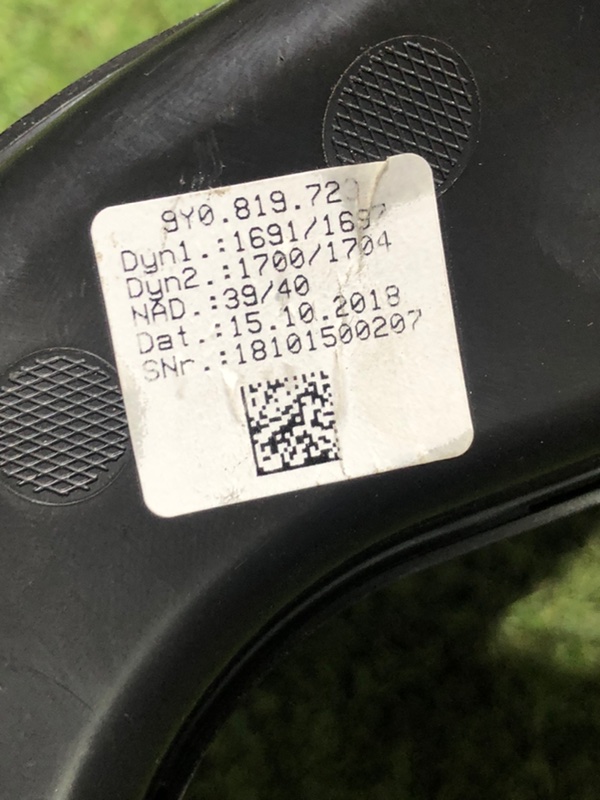 9Y0.819.729
Dyn1.:1691/1697
Dyn2.:1700/1704
NAD.:39/40
Dat.:15.10.2018
SNr.:18101500207